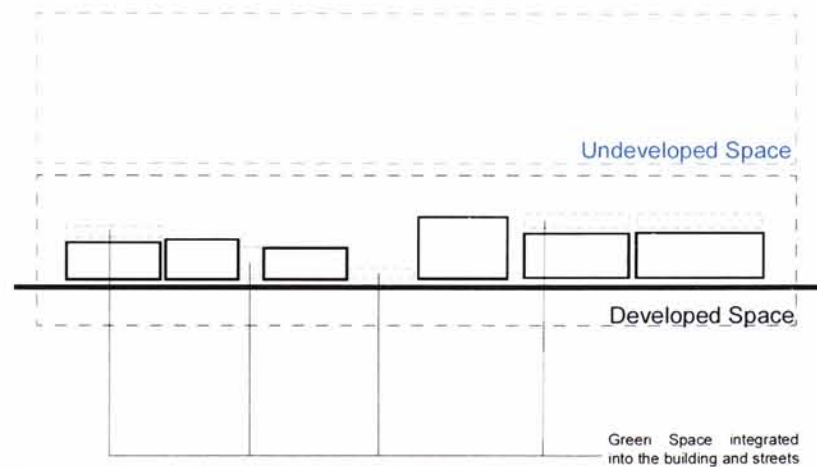 Undeveloped Space
Developed Space
Green Space integrated
into the building and streets